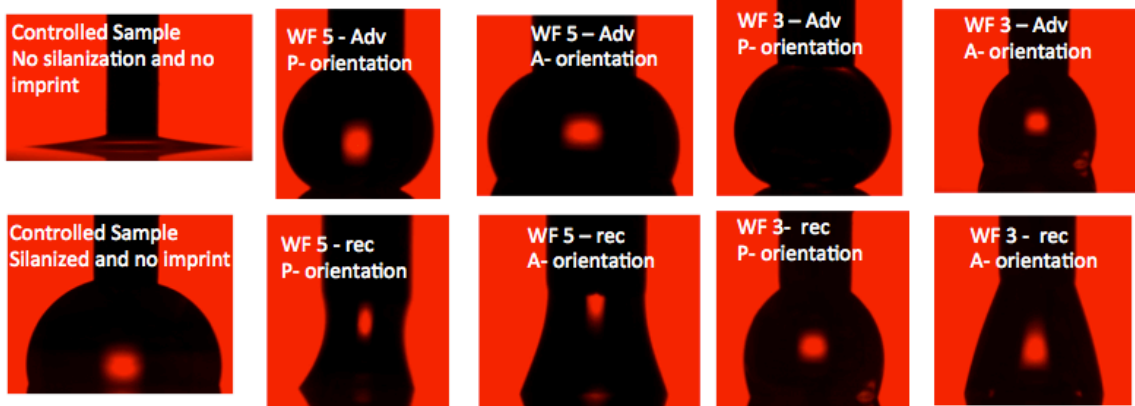 Controlled Sample
No silanization and no
imprint
WF 5 - Adv
P- orientation
WF 5 – Adv
A- orientation
WF 3 – Adv
P- orientation
WF 3 – Adv
A- orientation
Controlled Sample
Silanized and no imprint
WF 5 - rec
P- orientation
WF 5 – rec
A- orientation
WF 3- rec
P- orientation
WF 3 - rec
A- orientation